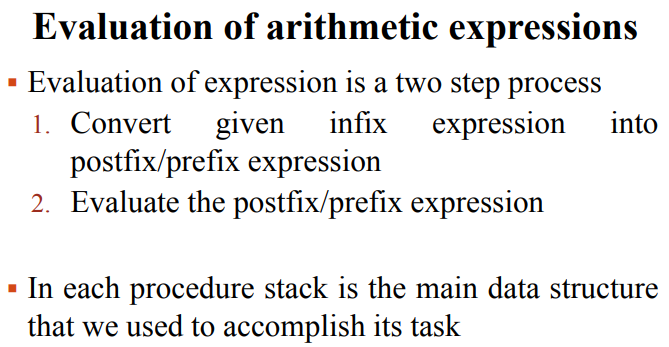 Evaluation of arithmetic expressions
▪ Evaluation of expression is a two step process
1. Convert given infix expression into
postfix/prefix expression
2. Evaluate the postfix/prefix expression
▪ In each procedure stack is the main data structure
that we used to accomplish its task